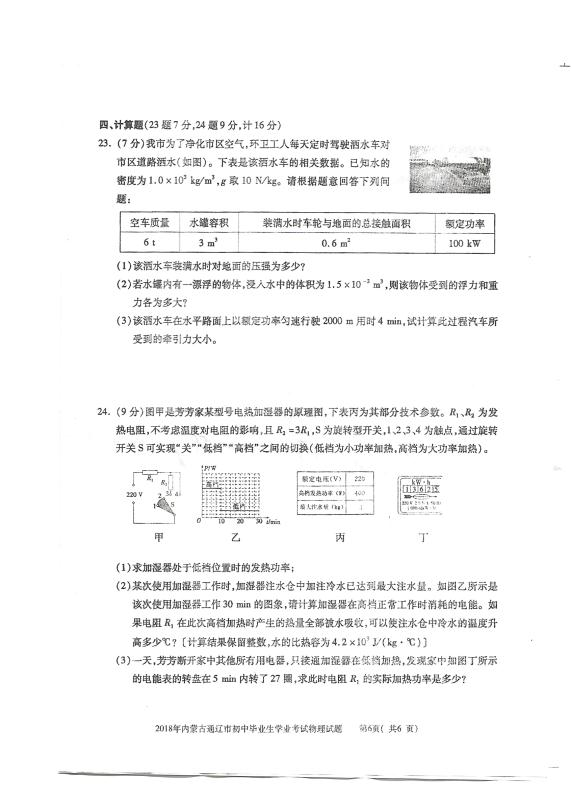 四、计算题(23题7分,24题9分,计16分)
23. (7分)我市为了净化市区空气,环卫工人每天定时驾驶洒水车对
市区道路洒水(如图)。下表是该洒水车的相关数据。已知水的
密度为1.0×10³ kg/m³,g取10 N/kg。请根据题意回答下列问
题:
空车质量 水罐容积 装满水时车轮与地面的总接触面积 额定功率
6 t 3 m³ 0.6 m² 100 kW
(1)该洒水车装满水时对地面的压强为多少?
(2)若水罐内有一漂浮的物体,浸入水中的体积为1.5×10⁻² m³,则该物体受到的浮力和重
力各为多大?
(3)该洒水车在水平路面上以额定功率匀速行驶2000 m用时4 min,试计算此过程汽车所
受到的牵引力大小。
24. (9分)图甲是芳芳家某型号电热加湿器的原理图,下表丙为其部分技术参数。R₁、R₂为发
热电阻,不考虑温度对电阻的影响,且R₂=3R₁,S为旋转型开关,1、2、3、4为触点,通过旋转
开关S可实现“关”“低档”“高档”之间的切换(低档为小功率加热,高档为大功率加热)。
R₁
R₂
220 V
S
P/W
高档
低档
0 10 20 30 t/min
额定电压(V) 220
高档发热功率(W) 400
最大注水量(kg) 1
kW·h
甲 乙 丙 丁
(1)求加湿器处于低档位置时的发热功率;
(2)某次使用加湿器工作时,加湿器注水仓中加注冷水已达到最大注水量。如图乙所示是
该次使用加湿器工作30 min的图象,请计算加湿器在高档正常工作时消耗的电能。如
果电阻R₁在此次高档加热时产生的热量全部被水吸收,可以使注水仓中冷水的温度升
高多少℃?[计算结果保留整数,水的比热容为4.2×10³ J/(kg·℃)]
(3)一天,芳芳断开家中其他所有用电器,只接通加湿器在低档加热,发现家中如图丁所示
的电能表的转盘在5 min内转了27圈,求此时电阻R₁的实际加热功率是多少?
2018年内蒙古通辽市初中毕业生学业考试物理试题 第6页( 共6 页)